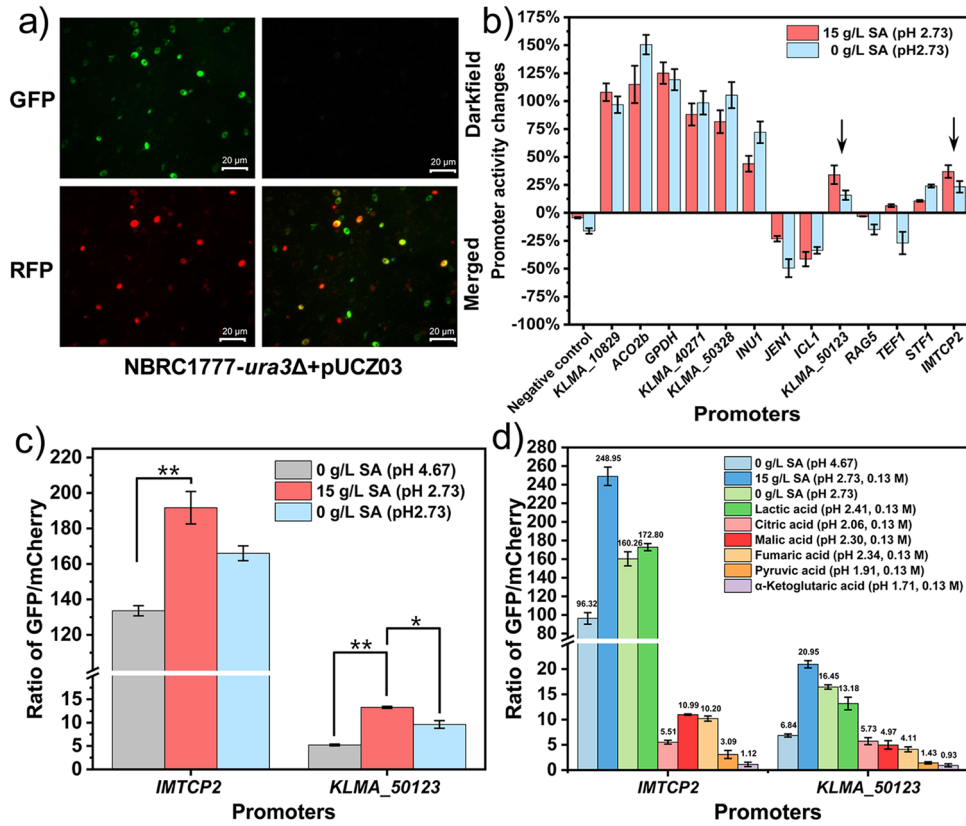 a)
GFP
Darkfield
20 μm
20 μm
RFP
Merged
20 μm
20 μm
NBRC1777-ura3Δ+pUCZ03
b)
Promoter activity changes
175%
150%
125%
100%
75%
50%
25%
0%
-25%
-50%
-75%
-100%
15 g/L SA (pH 2.73)
0 g/L SA (pH2.73)
Negative control
KLMA_10829
ACO2b
GPDH
KLMA_40271
KLMA_50328
INU1
JEN1
ICL1
KLMA_50123
RAG5
TEF1
STF1
IMTCP2
Promoters
c)
Ratio of GFP/mCherry
220
200
180
160
140
120
15
10
5
0
0 g/L SA (pH 4.67)
15 g/L SA (pH 2.73)
0 g/L SA (pH2.73)
**
**
*
IMTCP2
KLMA_50123
Promoters
d)
Ratio of GFP/mCherry
280
260
240
220
200
180
160
140
120
100
80
20
15
10
5
0
0 g/L SA (pH 4.67)
15 g/L SA (pH 2.73, 0.13 M)
0 g/L SA (pH 2.73)
Lactic acid (pH 2.41, 0.13 M)
Citric acid (pH 2.06, 0.13 M)
Malic acid (pH 2.30, 0.13 M)
Fumaric acid (pH 2.34, 0.13 M)
Pyruvic acid (pH 1.91, 0.13 M)
α-Ketoglutaric acid (pH 1.71, 0.13 M)
96.32
248.95
160.26
172.80
5.51
10.99
10.20
3.09
1.12
6.84
20.95
16.45
13.18
5.73
4.97
4.11
1.43
0.93
IMTCP2
KLMA_50123
Promoters